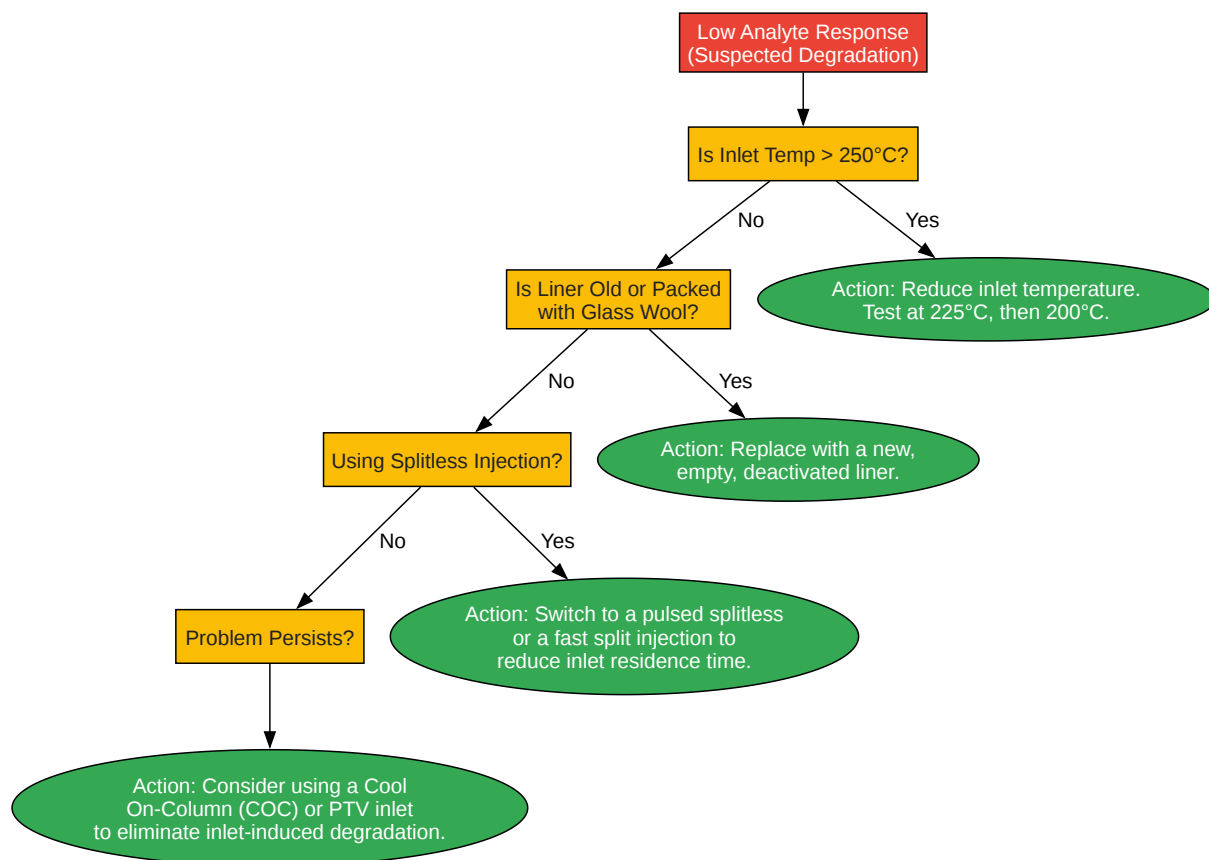 Low Analyte Response
(Suspected Degradation)
Is Inlet Temp > 250°C?
No
Yes
Is Liner Old or Packed
with Glass Wool?
Action: Reduce inlet temperature.
Test at 225°C, then 200°C.
No
Yes
Using Splitless Injection?
Action: Replace with a new,
empty, deactivated liner.
No
Yes
Problem Persists?
Action: Switch to a pulsed splitless
or a fast split injection to
reduce inlet residence time.
Action: Consider using a Cool
On-Column (COC) or PTV inlet
to eliminate inlet-induced degradation.